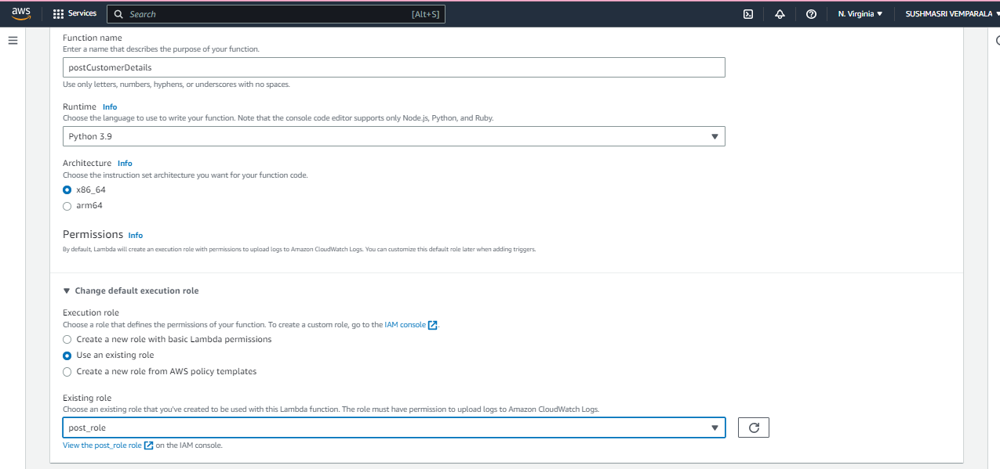 aws Services Search [Alt+S] N. Virginia SUSHMASRI VEMPARALA
Function name
Enter a name that describes the purpose of your function.
postCustomerDetails
Use only letters, numbers, hyphens, or underscores with no spaces.
Runtime Info
Choose the language to use to write your function. Note that the console code editor supports only Node.js, Python, and Ruby.
Python 3.9
Architecture Info
Choose the instruction set architecture you want for your function code.
x86_64
arm64
Permissions Info
By default, Lambda will create an execution role with permissions to upload logs to Amazon CloudWatch Logs. You can customize this default role later when adding triggers.
Change default execution role
Execution role
Choose a role that defines the permissions of your function. To create a custom role, go to the IAM console.
Create a new role with basic Lambda permissions
Use an existing role
Create a new role from AWS policy templates
Existing role
Choose an existing role that you've created to be used with this Lambda function. The role must have permission to upload logs to Amazon CloudWatch Logs.
post_role
View the post_role role on the IAM console.